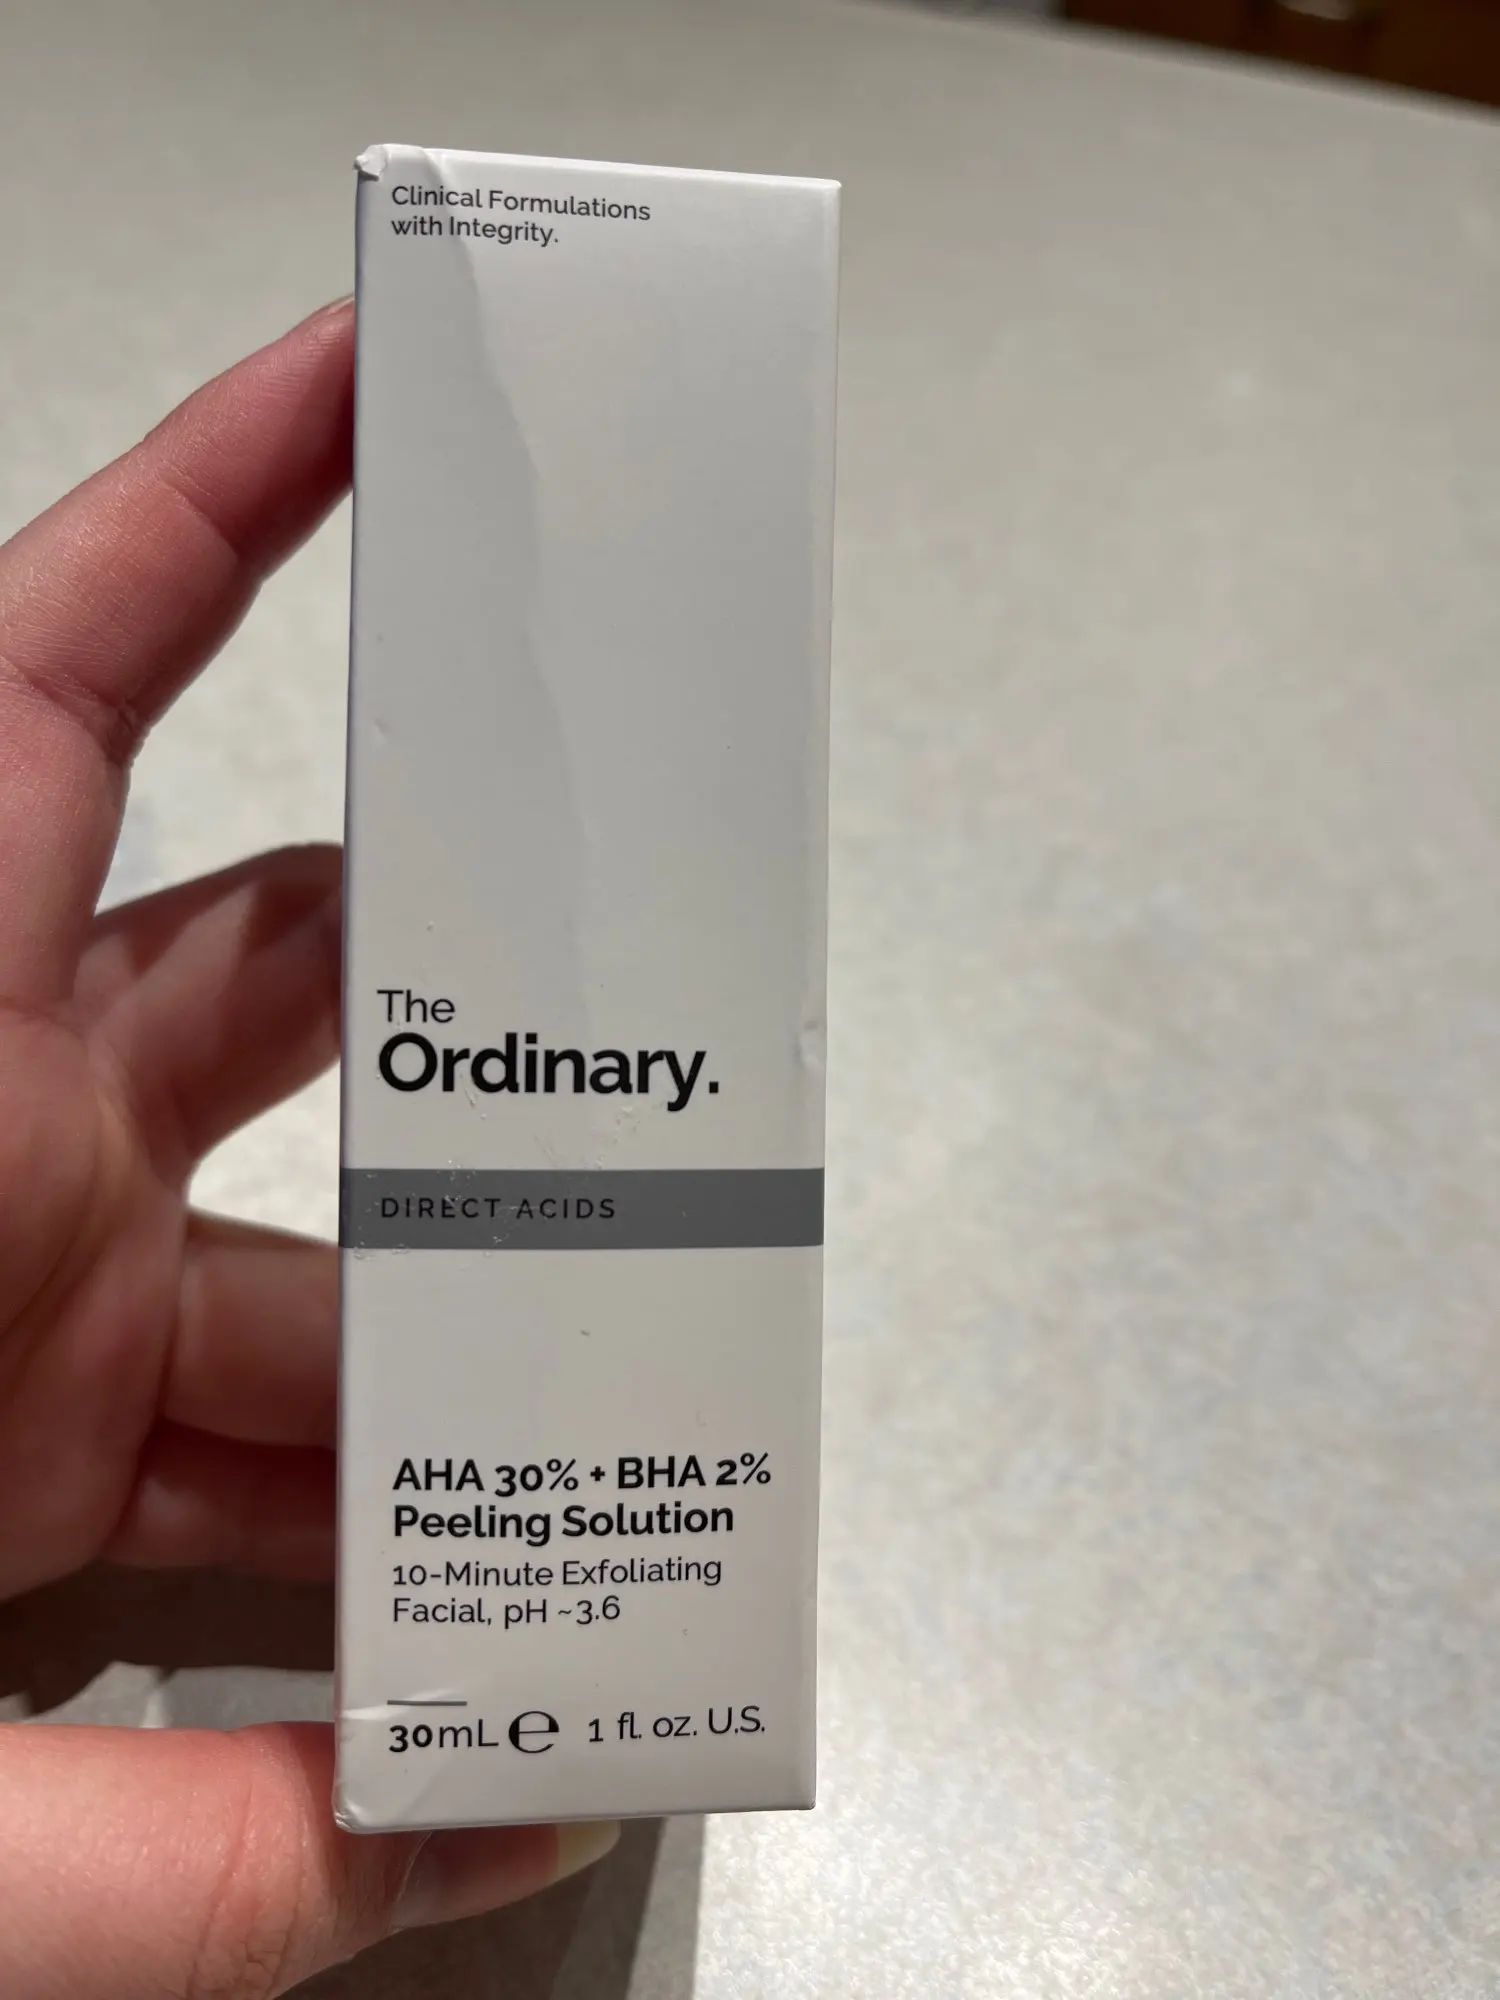 Clinical Formulations
with Integrity.
The
Ordinary.
DIRECT ACIDS
AHA 30% + BHA 2%
Peeling Solution
10-Minute Exfoliating
Facial, pH ~3.6
30mL ℮ 1 fl. oz. U.S.